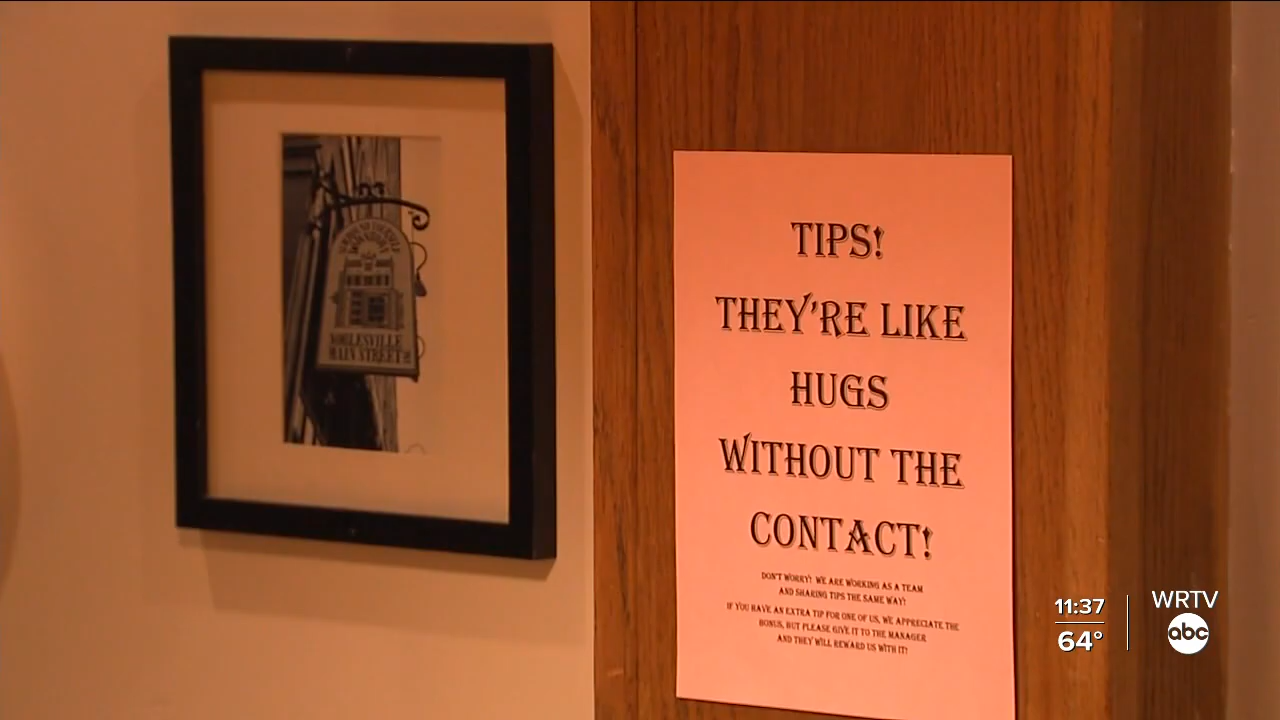 NOBLESVILLE
MAIN STREET
TIPS!
THEY'RE LIKE
HUGS
WITHOUT THE
CONTACT!
DON'T WORRY! WE ARE WORKING AS A TEAM
AND SHARING TIPS THE SAME WAY!
IF YOU HAVE AN EXTRA TIP FOR ONE OF US, WE APPRECIATE THE
BONUS, BUT PLEASE GIVE IT TO THE MANAGER
AND THEY WILL REWARD US WITH IT!
11:37
64°
WRTV
abc